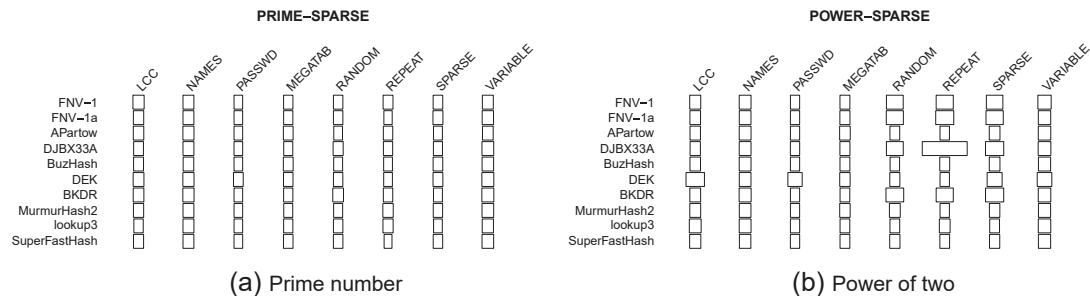 PRIME–SPARSE
LCC NAMES PASSWD MEGATAB RANDOM REPEAT SPARSE VARIABLE
FNV–1
FNV–1a
APartow
DJBX33A
BuzHash
DEK
BKDR
MurmurHash2
lookup3
SuperFastHash
(a) Prime number
POWER–SPARSE
LCC NAMES PASSWD MEGATAB RANDOM REPEAT SPARSE VARIABLE
FNV–1
FNV–1a
APartow
DJBX33A
BuzHash
DEK
BKDR
MurmurHash2
lookup3
SuperFastHash
(b) Power of two